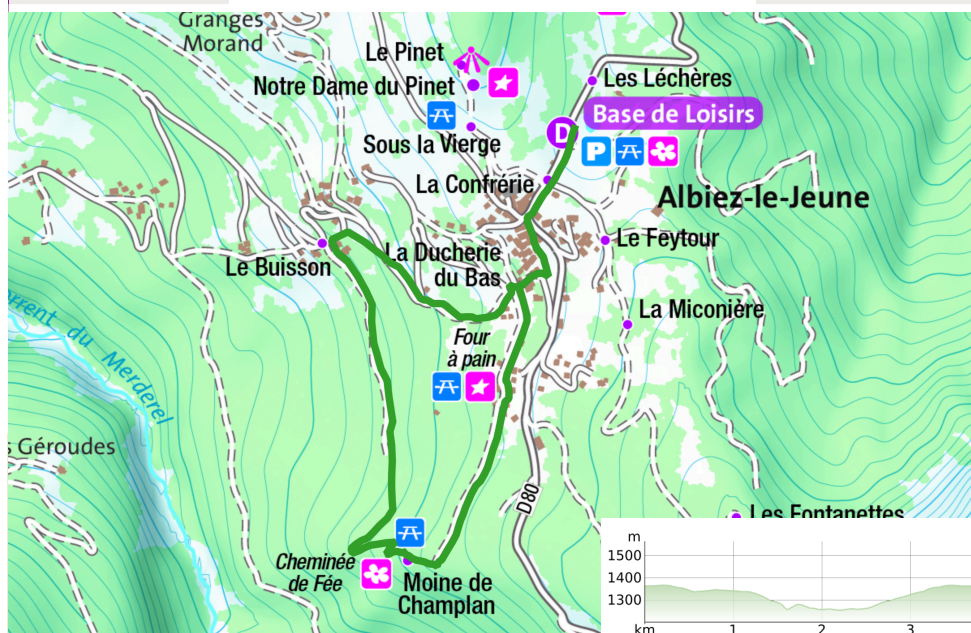 Granges
Morand
Le Pinet
Les Léchères
Notre Dame du Pinet
D
Base de Loisirs
Sous la Vierge
P
La Confrérie
Albiez-le-Jeune
La Ducherie
du Bas
Le Feytour
Le Buisson
La Miconière
Torrent du Merderel
Four
à pain
s Géroudes
D80
Les Fontanettes
Cheminée
de Fée
Moine de
Champlan
m
1500
1400
1300
km 1 2 3